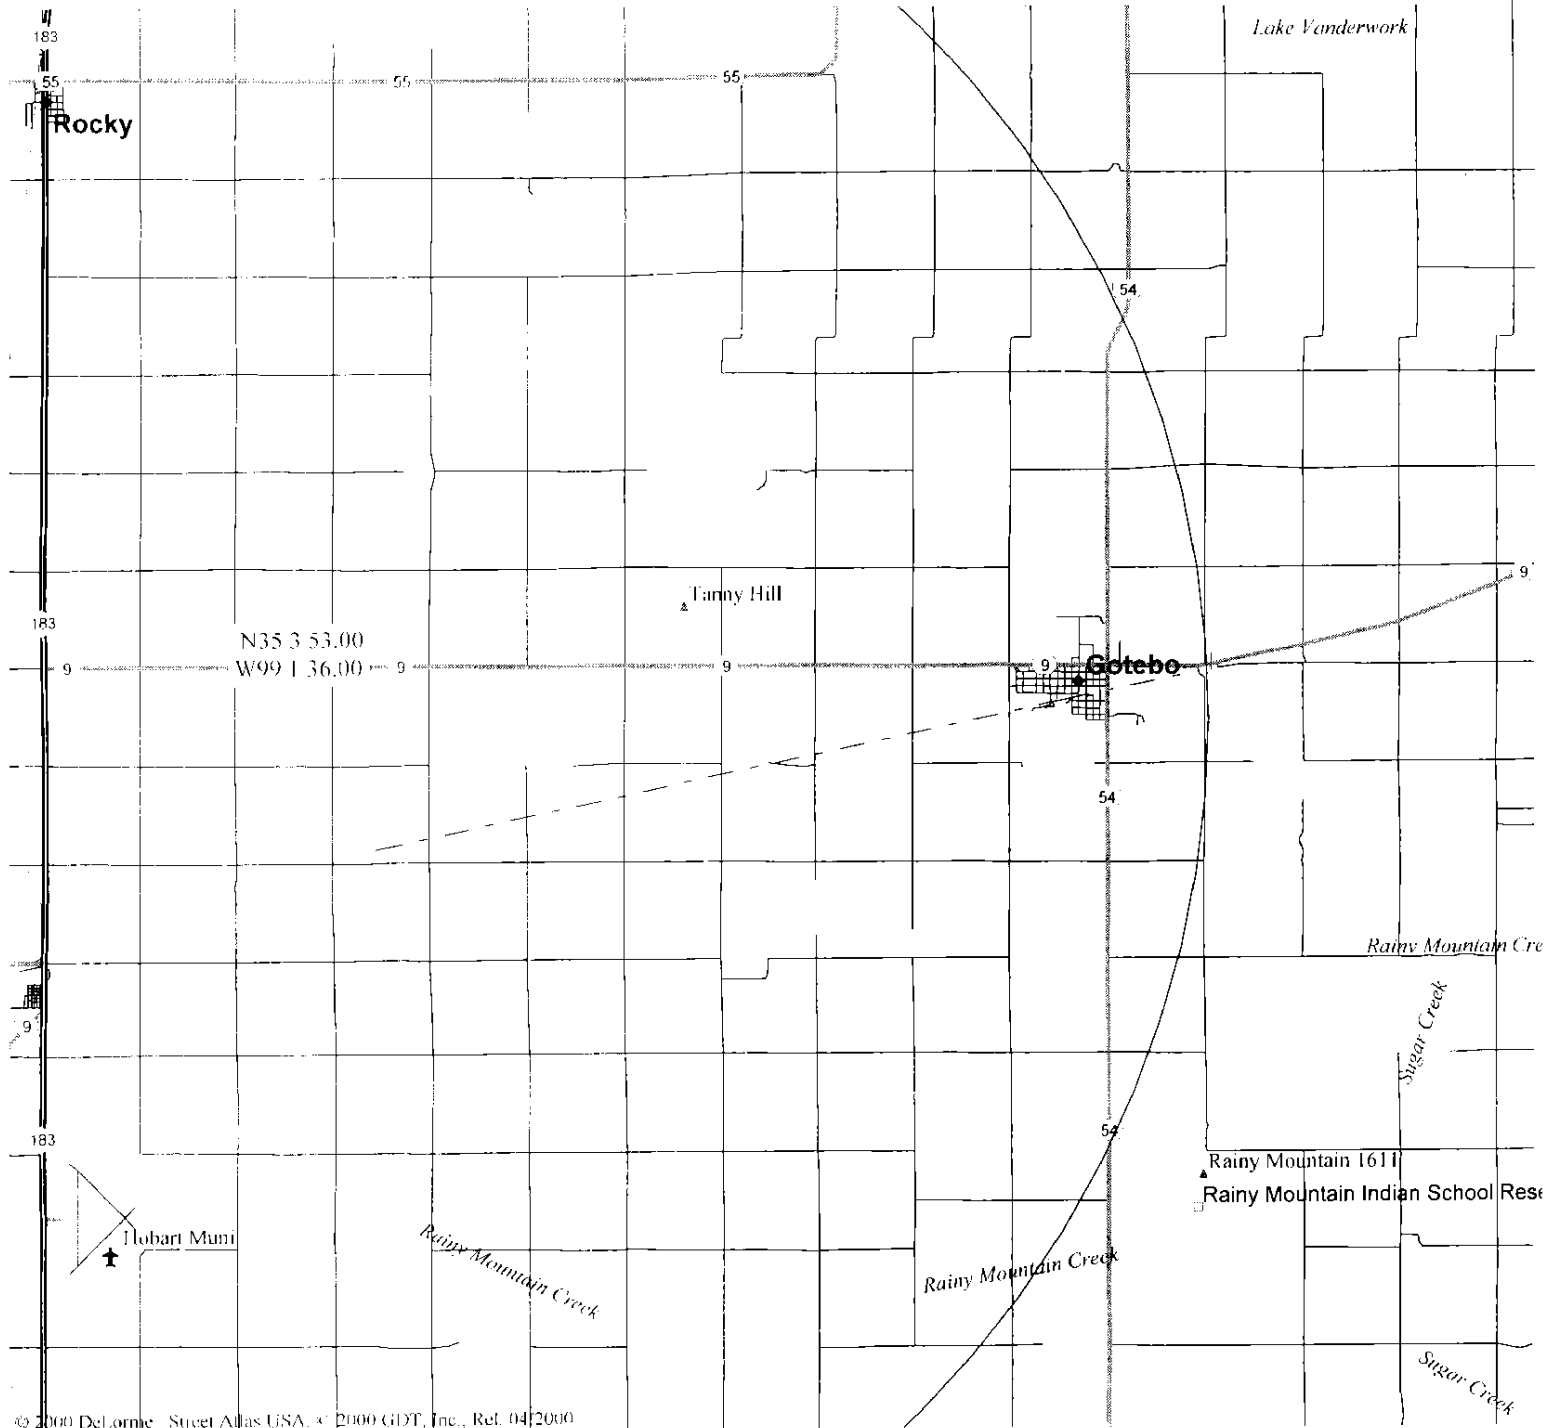 183
Lake Vanderwork
55
55
55
Rocky
54
9
Tanny Hill
183
N35 3 53.00
W99 1 36.00
9
9
9
9
Gotebo
54
Rainy Mountain Cre
Sugar Creek
9
183
54
Rainy Mountain 1611
Rainy Mountain Indian School Rese
Hobart Muni
Rainy Mountain Creek
Rainy Mountain Creek
Sugar Creek
© 2000 DeLorme. Street Atlas USA. © 2000 GDT, Inc., Rel. 04/2000